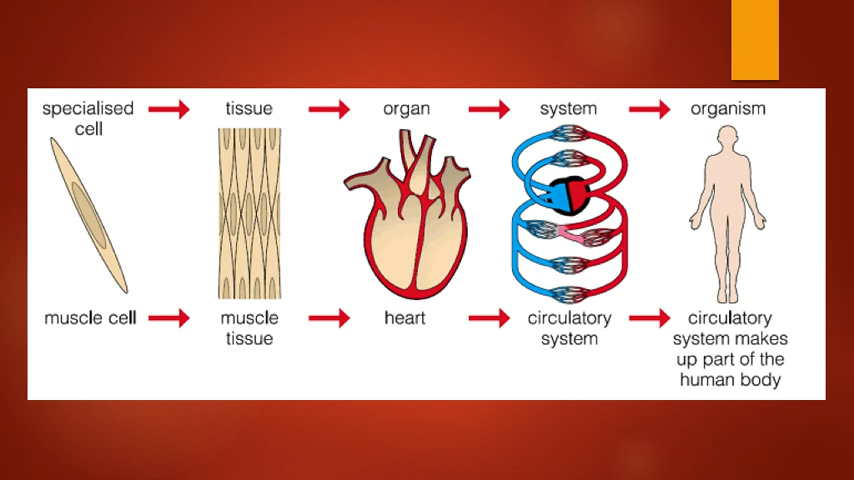 specialised
cell
tissue
organ
system
organism
muscle cell
muscle
tissue
heart
circulatory
system
circulatory
system makes
up part of the
human body